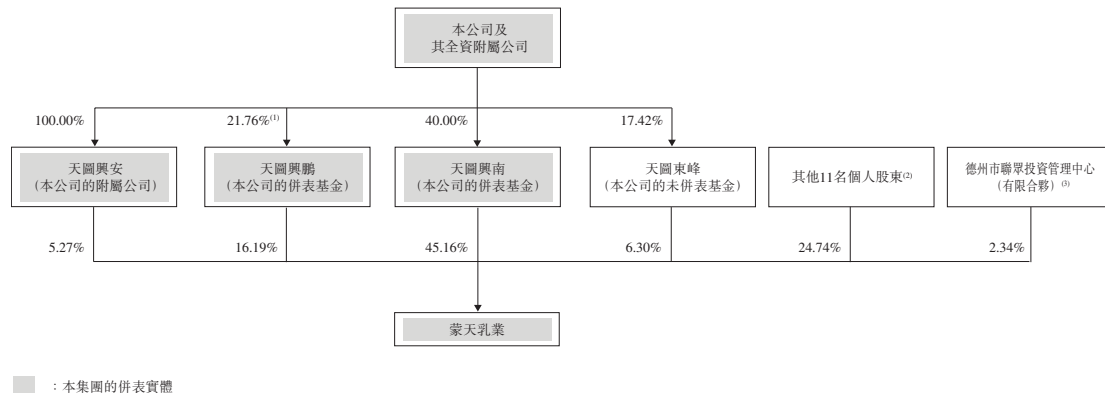 本公司及
其全資附屬公司
100.00%
21.76%(1)
40.00%
17.42%
天圖興安
(本公司的附屬公司)
天圖興鵬
(本公司的併表基金)
天圖興南
(本公司的併表基金)
天圖東峰
(本公司的未併表基金)
其他11名個人股東(2)
德州市聯眾投資管理中心
(有限合夥)(3)
5.27%
16.19%
45.16%
6.30%
24.74%
2.34%
蒙天乳業
：本集團的併表實體